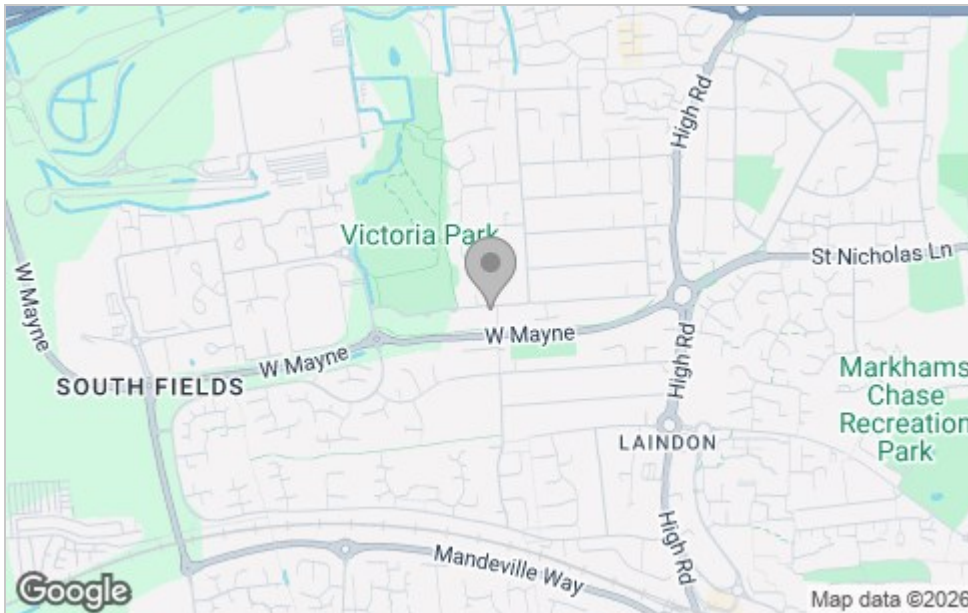 High Rd
Victoria Park
St Nicholas Ln
W Mayne
W Mayne
W Mayne
High Rd
SOUTH FIELDS
Markhams
Chase
Recreation
Park
LAINDON
High Rd
Mandeville Way
Google
Map data ©2026